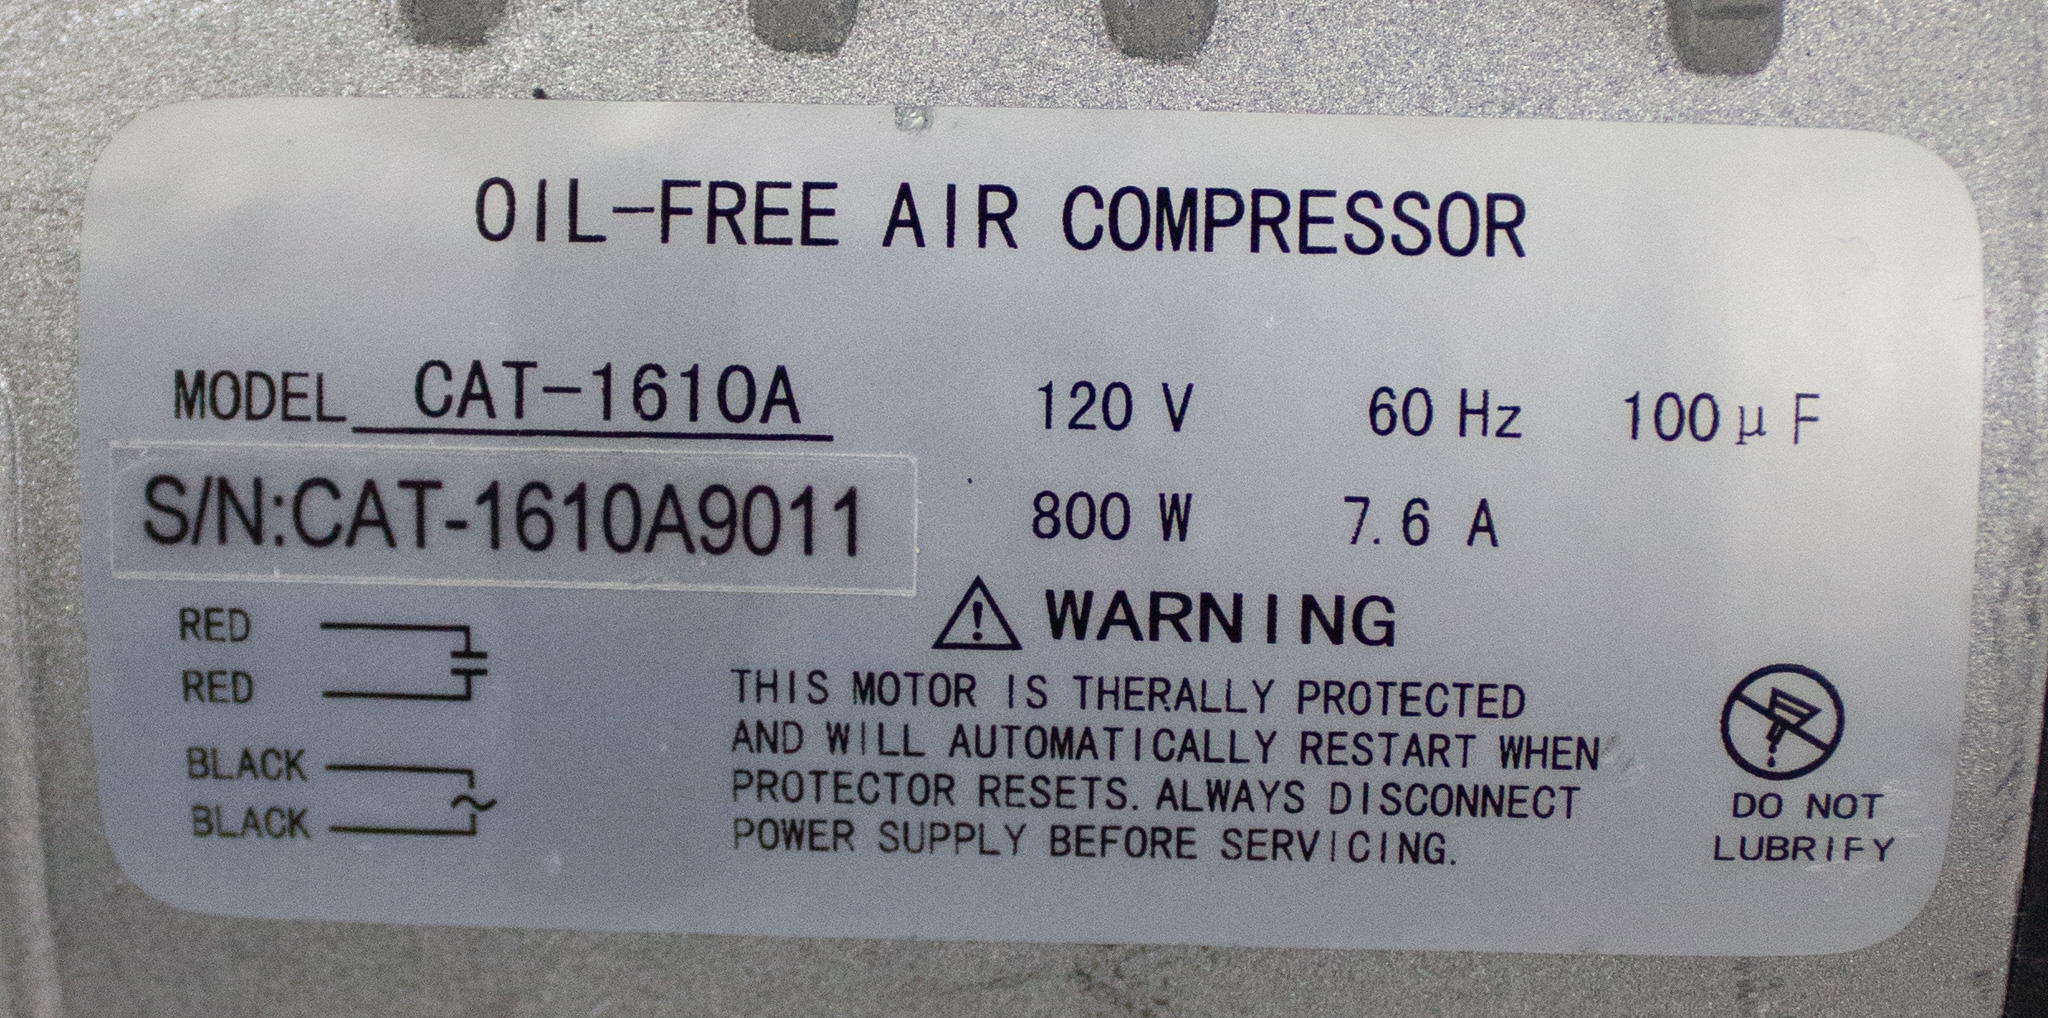 OIL-FREE AIR COMPRESSOR
MODEL CAT-1610A 120 V 60 Hz 100 μ F
S/N:CAT-1610A9011 800 W 7.6 A
RED
RED
BLACK
BLACK
WARNING
THIS MOTOR IS THERALLY PROTECTED
AND WILL AUTOMATICALLY RESTART WHEN
PROTECTOR RESETS. ALWAYS DISCONNECT
POWER SUPPLY BEFORE SERVICING.
DO NOT
LUBRIFY